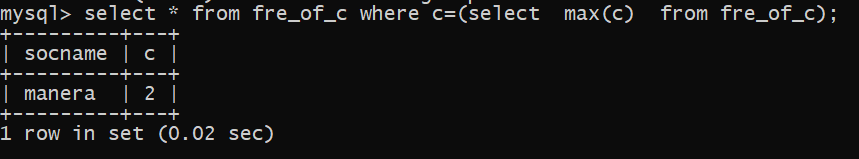 mysql> select * from fre_of_c where c=(select  max(c)  from fre_of_c);
+---------+---+
| socname | c |
+---------+---+
| manera  | 2 |
+---------+---+
1 row in set (0.02 sec)